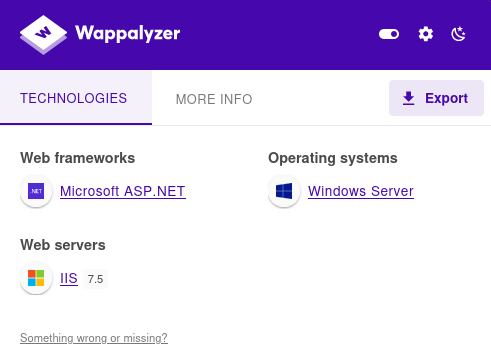 Wappalyzer
TECHNOLOGIES
MORE INFO
Export
Web frameworks
.NET
Microsoft ASP.NET
Operating systems
Windows Server
Web servers
IIS 7.5
Something wrong or missing?